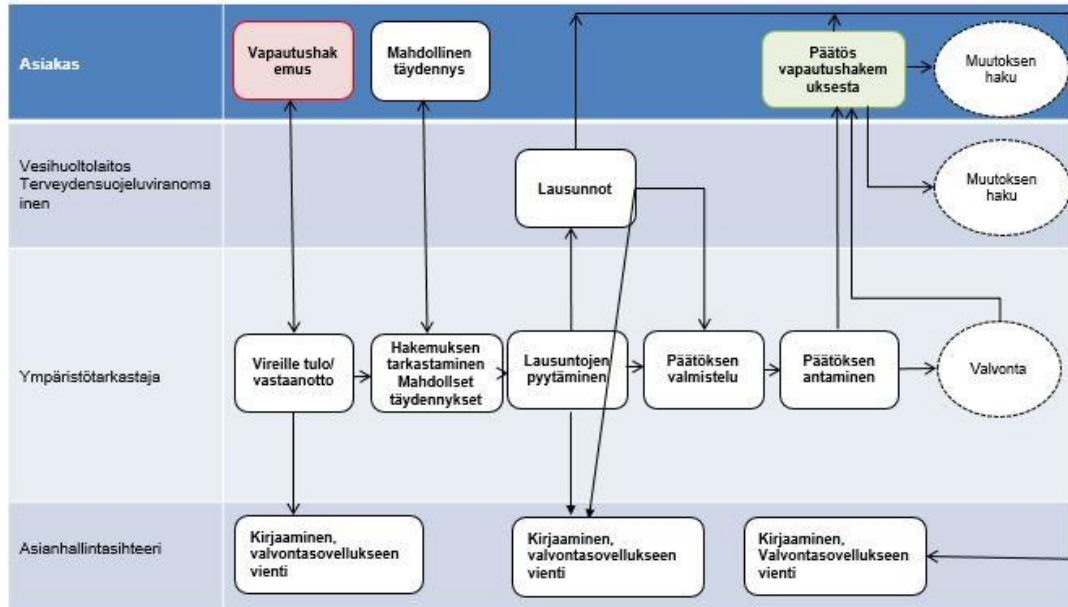 Asiakas
Vapautushak
emus
Mahdollinen
täydennys
Päätös
vapautushakem
uksesta
Muutoksen
haku
Vesihuoltolaitos
Terveydensuojeluviranoma
inen
Lausunnot
Muutoksen
haku
Ympäristötarkastaja
Vireille tulo/
vastaanotto
Hakemuksen
tarkastaminen
Mahdollset
täydennykset
Lausuntojen
pyytäminen
Päätöksen
valmistelu
Päätöksen
antaminen
Valvonta
Asianhallintasihteeri
Kirjaaminen,
valvontasovellukseen
vienti
Kirjaaminen,
valvontasovellukseen
vienti
Kirjaaminen,
Valvontasovellukseen
vienti